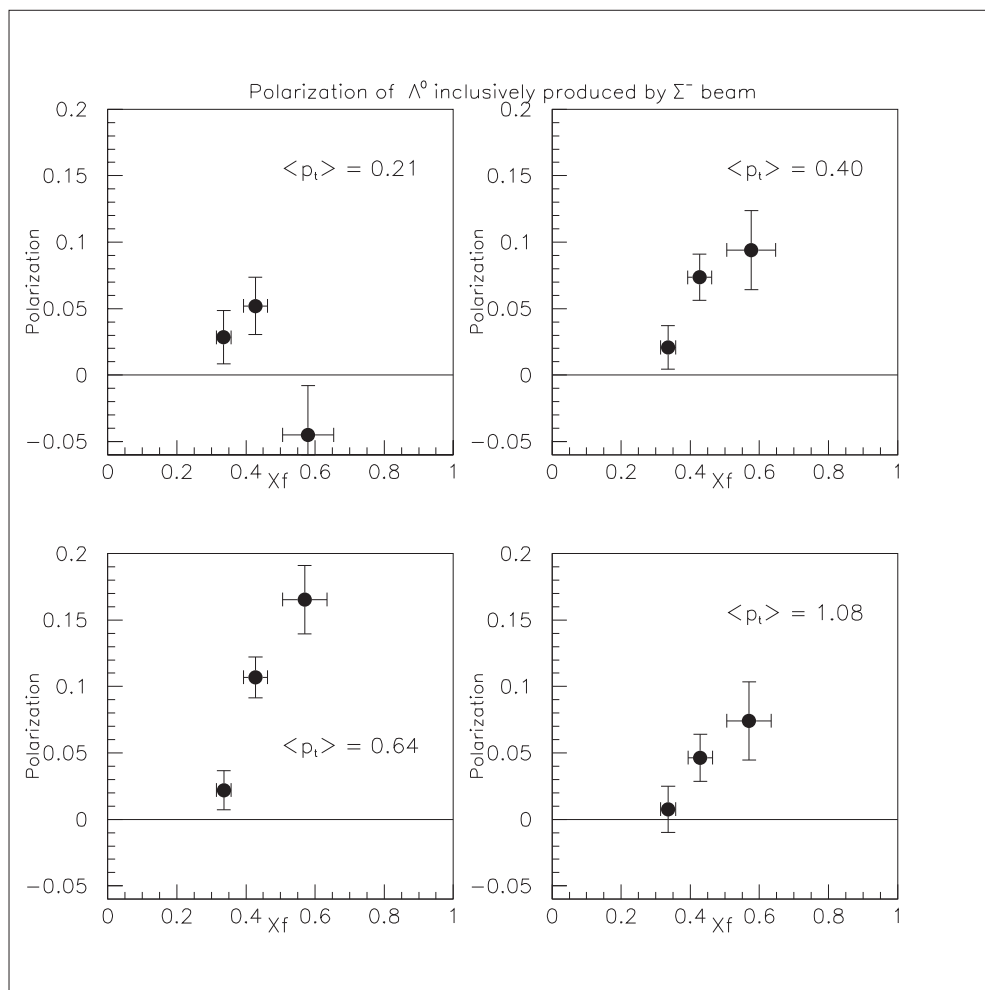 Polarization of Λ⁰ inclusively produced by Σ⁻ beam
0.2
0.15
0.1
0.05
0
−0.05
Polarization
<pₜ> = 0.21
0 0.2 0.4 0.6 0.8 1
Xf
0.2
0.15
0.1
0.05
0
−0.05
Polarization
<pₜ> = 0.40
0 0.2 0.4 0.6 0.8 1
Xf
0.2
0.15
0.1
0.05
0
−0.05
Polarization
<pₜ> = 0.64
0 0.2 0.4 0.6 0.8 1
Xf
0.2
0.15
0.1
0.05
0
−0.05
Polarization
<pₜ> = 1.08
0 0.2 0.4 0.6 0.8 1
Xf